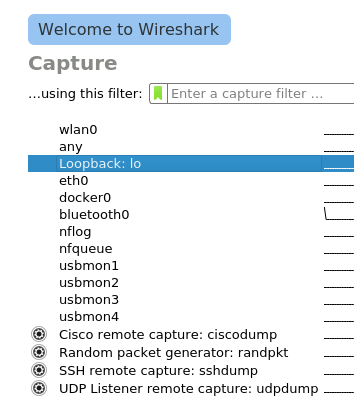 Welcome to Wireshark
Capture
...using this filter: Enter a capture filter ...
wlan0
any
Loopback: lo
eth0
docker0
bluetooth0
nflog
nfqueue
usbmon1
usbmon2
usbmon3
usbmon4
Cisco remote capture: ciscodump
Random packet generator: randpkt
SSH remote capture: sshdump
UDP Listener remote capture: udpdump